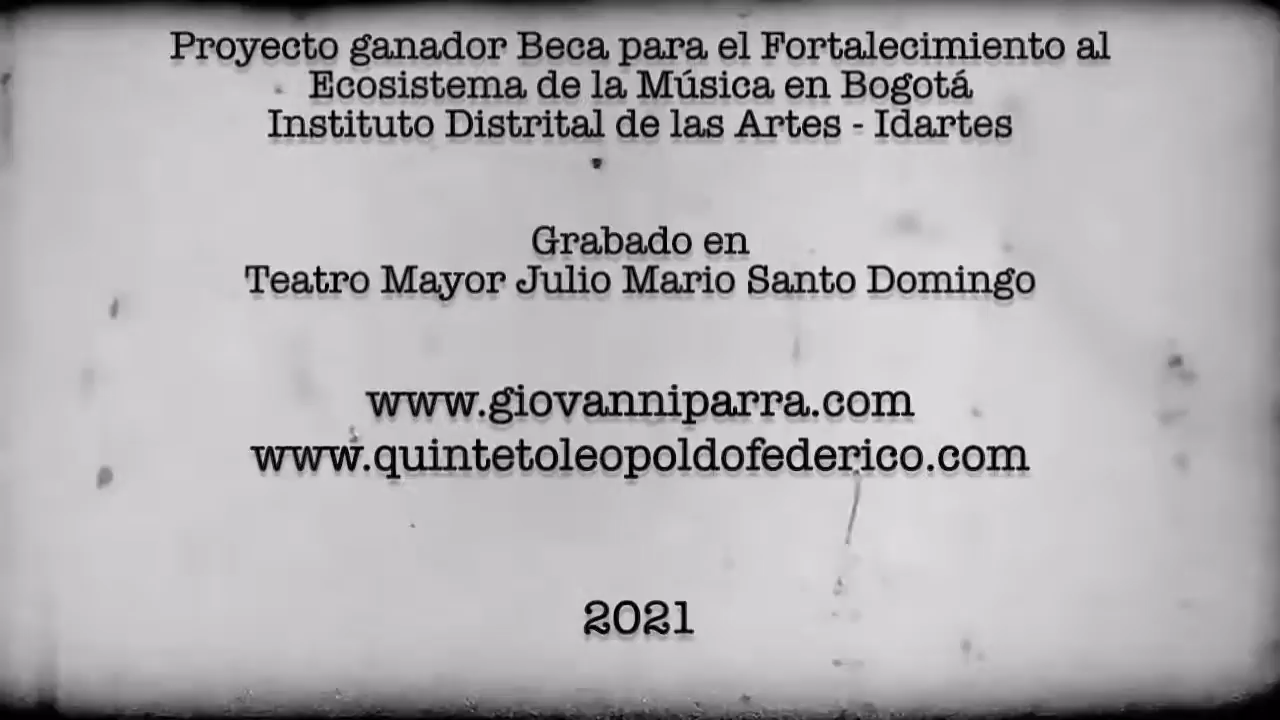 Proyecto ganador Beca para el Fortalecimiento al
Ecosistema de la Música en Bogotá
Instituto Distrital de las Artes - Idartes
Grabado en
Teatro Mayor Julio Mario Santo Domingo
www.giovanniparra.com
www.quintetoleopoldofederico.com
2021